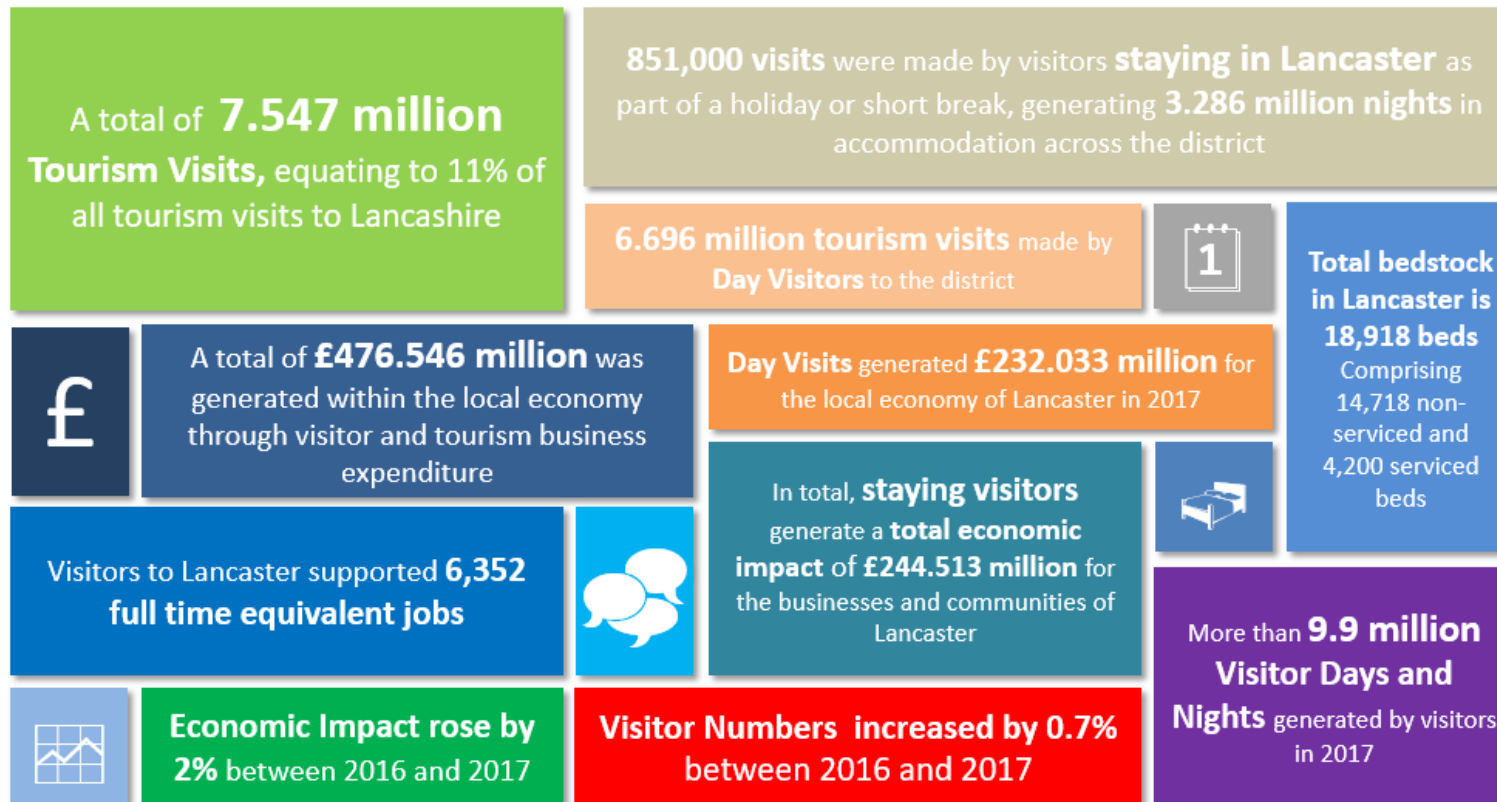 A total of 7.547 million
Tourism Visits, equating to 11% of
all tourism visits to Lancashire
851,000 visits were made by visitors staying in Lancaster as
part of a holiday or short break, generating 3.286 million nights in
accommodation across the district
6.696 million tourism visits made by
Day Visitors to the district
1
Total bedstock
in Lancaster is
18,918 beds
Comprising
14,718 non-
serviced and
4,200 serviced
beds
£
A total of £476.546 million was
generated within the local economy
through visitor and tourism business
expenditure
Day Visits generated £232.033 million for
the local economy of Lancaster in 2017
In total, staying visitors
generate a total economic
impact of £244.513 million for
the businesses and communities of
Lancaster
Visitors to Lancaster supported 6,352
full time equivalent jobs
More than 9.9 million
Visitor Days and
Nights generated by visitors
in 2017
Economic Impact rose by
2% between 2016 and 2017
Visitor Numbers increased by 0.7%
between 2016 and 2017